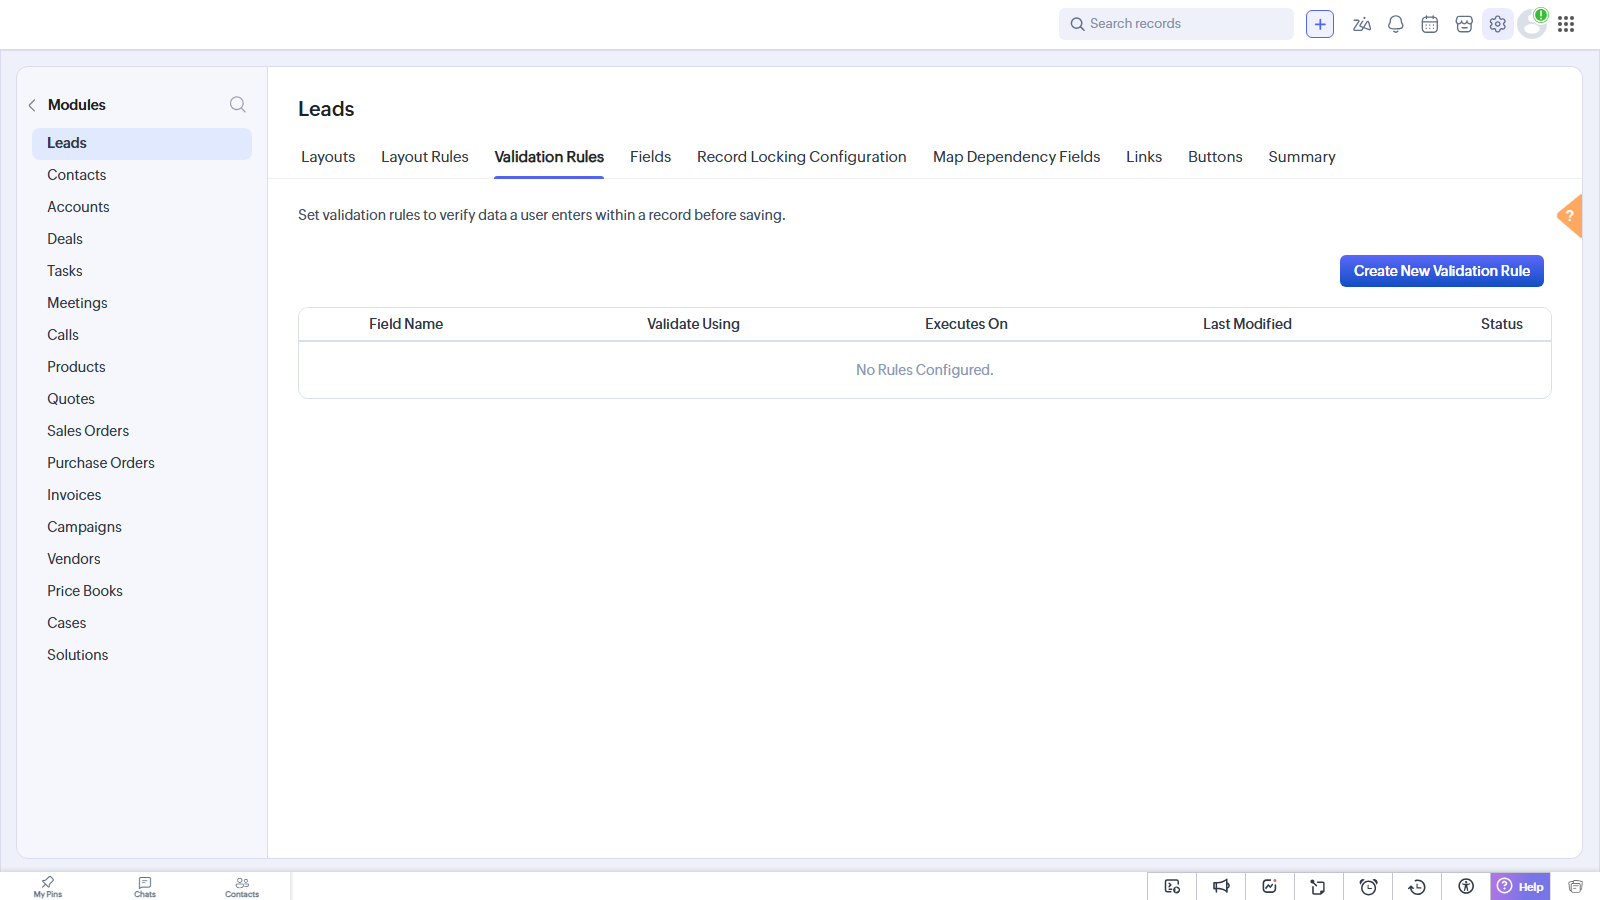 Search records
Modules
Leads
Contacts
Accounts
Deals
Tasks
Meetings
Calls
Products
Quotes
Sales Orders
Purchase Orders
Invoices
Campaigns
Vendors
Price Books
Cases
Solutions
Leads
Layouts Layout Rules Validation Rules Fields Record Locking Configuration Map Dependency Fields Links Buttons Summary
Set validation rules to verify data a user enters within a record before saving.
?
Create New Validation Rule
Field Name Validate Using Executes On Last Modified Status
No Rules Configured.
My Pins Chats Contacts
Help